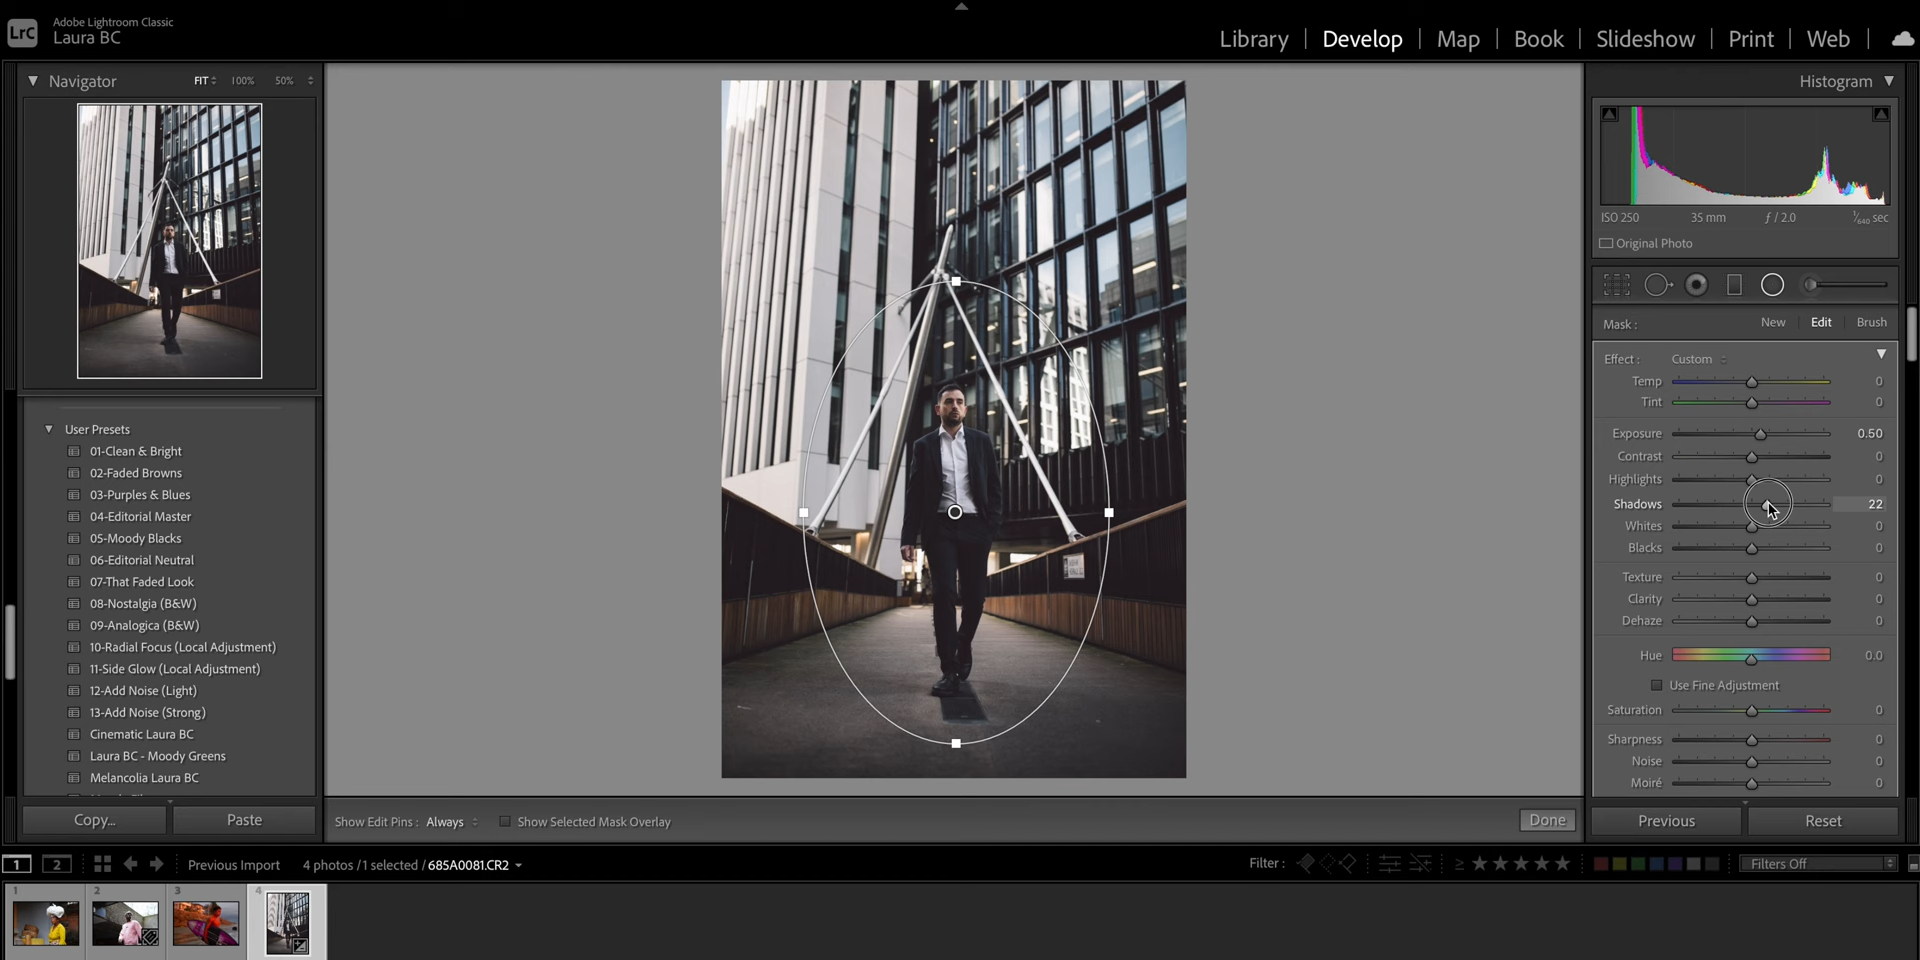 LrC
Adobe Lightroom Classic
Laura BC
Library | Develop | Map | Book | Slideshow | Print | Web
Navigator FIT 100% 50%
Histogram
ISO 250 35 mm ƒ / 2.0 1/640 sec
Original Photo
Mask : New Edit Brush
Effect : Custom
Temp 0
Tint 0
Exposure 0.50
Contrast 0
Highlights 0
Shadows 22
Whites 0
Blacks 0
Texture 0
Clarity 0
Dehaze 0
Hue 0.0
Use Fine Adjustment
Saturation 0
Sharpness 0
Noise 0
Moiré 0
User Presets
01-Clean & Bright
02-Faded Browns
03-Purples & Blues
04-Editorial Master
05-Moody Blacks
06-Editorial Neutral
07-That Faded Look
08-Nostalgia (B&W)
09-Analogica (B&W)
10-Radial Focus (Local Adjustment)
11-Side Glow (Local Adjustment)
12-Add Noise (Light)
13-Add Noise (Strong)
Cinematic Laura BC
Laura BC - Moody Greens
Melancolia Laura BC
Copy... Paste
Show Edit Pins : Always Show Selected Mask Overlay Done
Previous Reset
1 2 Previous Import 4 photos / 1 selected / 685A0081.CR2 Filter : ≥ ★★★★★ Filters Off
1 2 3 4